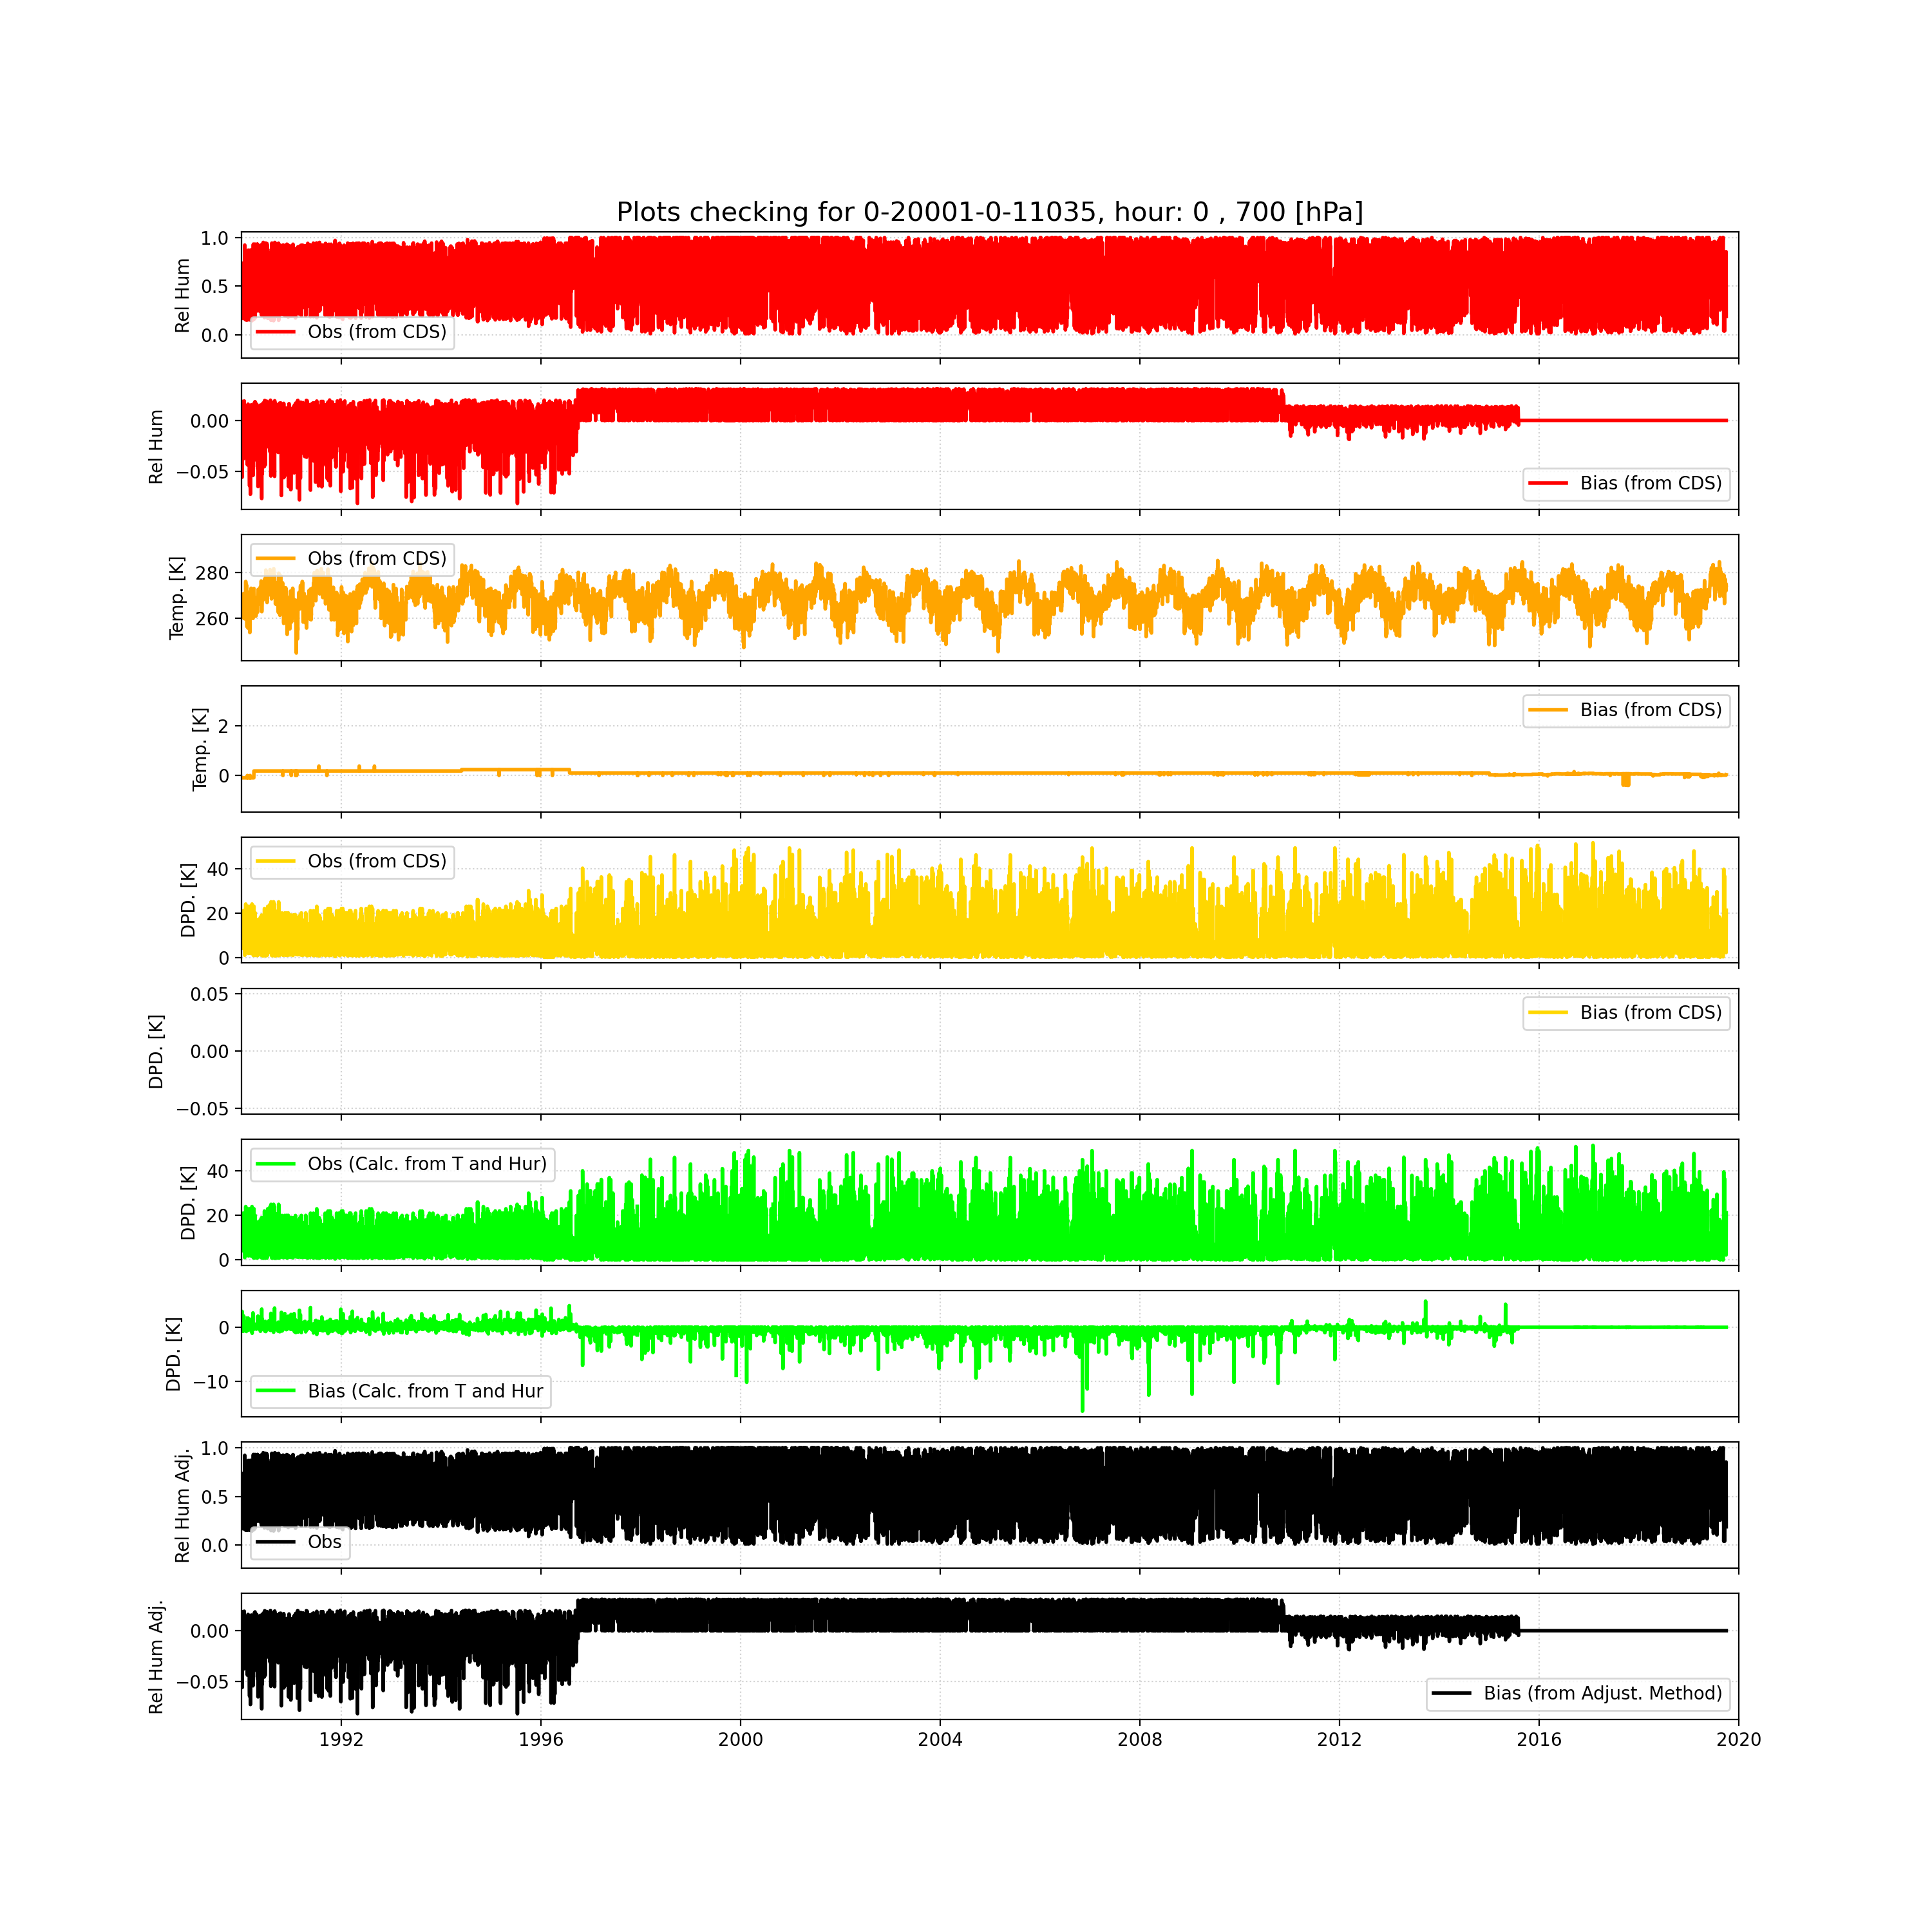 Plots checking for 0-20001-0-11035, hour: 0 , 700 [hPa]
Rel Hum
1.0
0.5
0.0
Obs (from CDS)
Rel Hum
0.00
−0.05
Bias (from CDS)
Temp. [K]
280
260
Obs (from CDS)
Temp. [K]
2
0
Bias (from CDS)
DPD. [K]
40
20
0
Obs (from CDS)
DPD. [K]
0.05
0.00
−0.05
Bias (from CDS)
DPD. [K]
40
20
0
Obs (Calc. from T and Hur)
DPD. [K]
0
−10
Bias (Calc. from T and Hur
Rel Hum Adj.
1.0
0.5
0.0
Obs
Rel Hum Adj.
0.00
−0.05
Bias (from Adjust. Method)
1992 1996 2000 2004 2008 2012 2016 2020